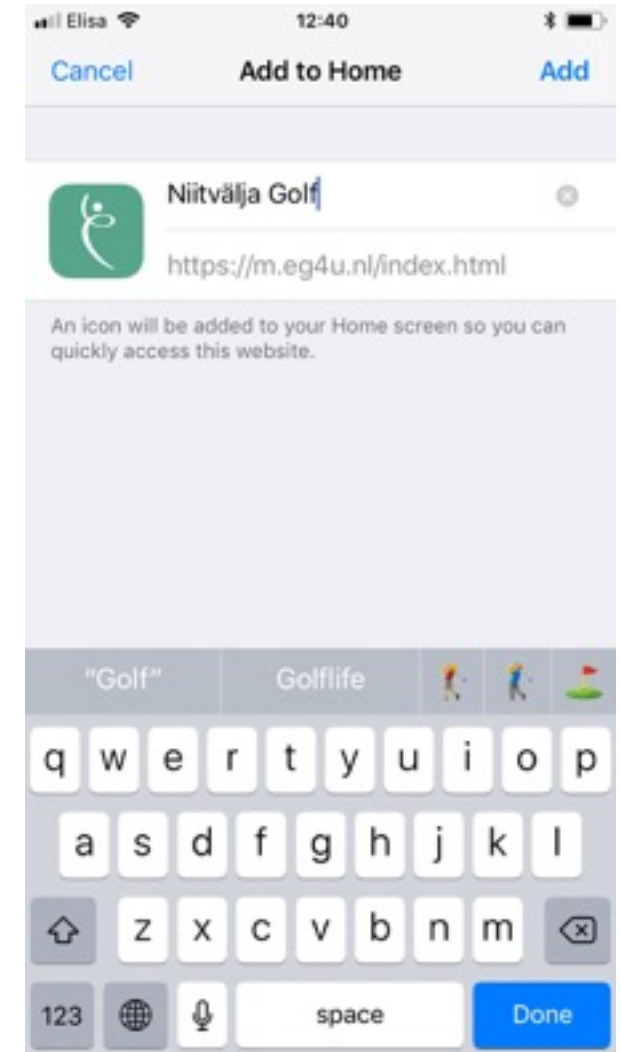 Elisa 12:40
Cancel Add to Home Add
Niitvälja Golf
https://m.eg4u.nl/index.html
An icon will be added to your Home screen so you can
quickly access this website.
"Golf" Golflife
q w e r t y u i o p
a s d f g h j k l
z x c v b n m
123 space Done